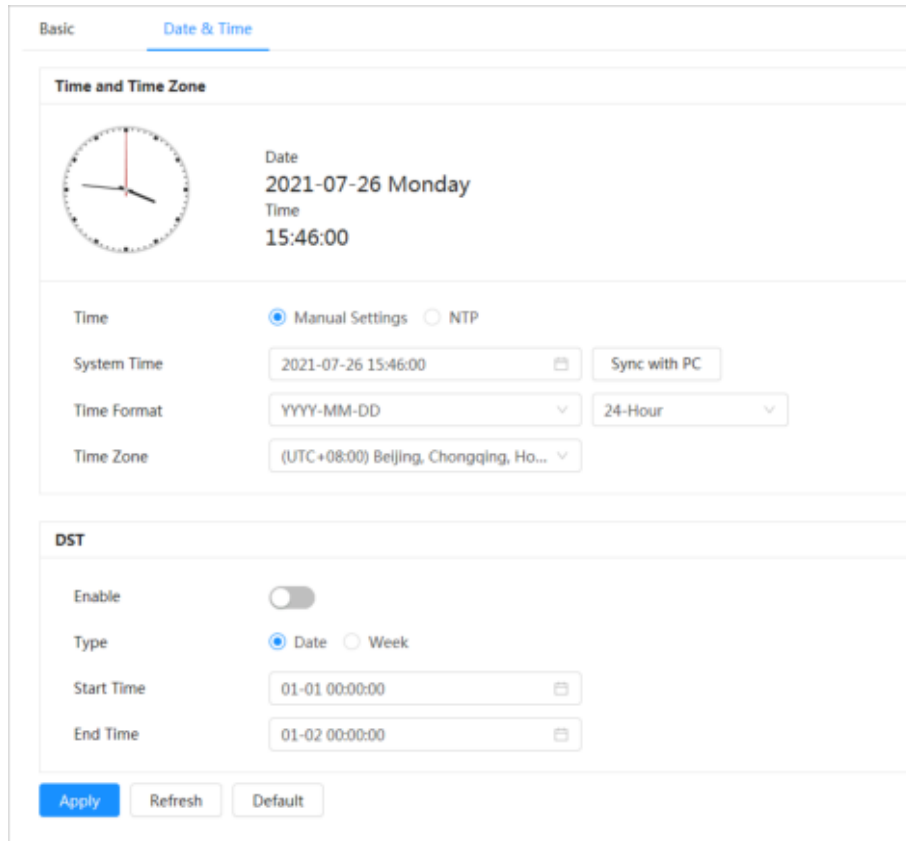 Basic Date & Time
Time and Time Zone
Date
2021-07-26 Monday
Time
15:46:00
Time Manual Settings NTP
System Time 2021-07-26 15:46:00 Sync with PC
Time Format YYYY-MM-DD 24-Hour
Time Zone (UTC+08:00) Beijing, Chongqing, Ho...
DST
Enable
Type Date Week
Start Time 01-01 00:00:00
End Time 01-02 00:00:00
Apply Refresh Default